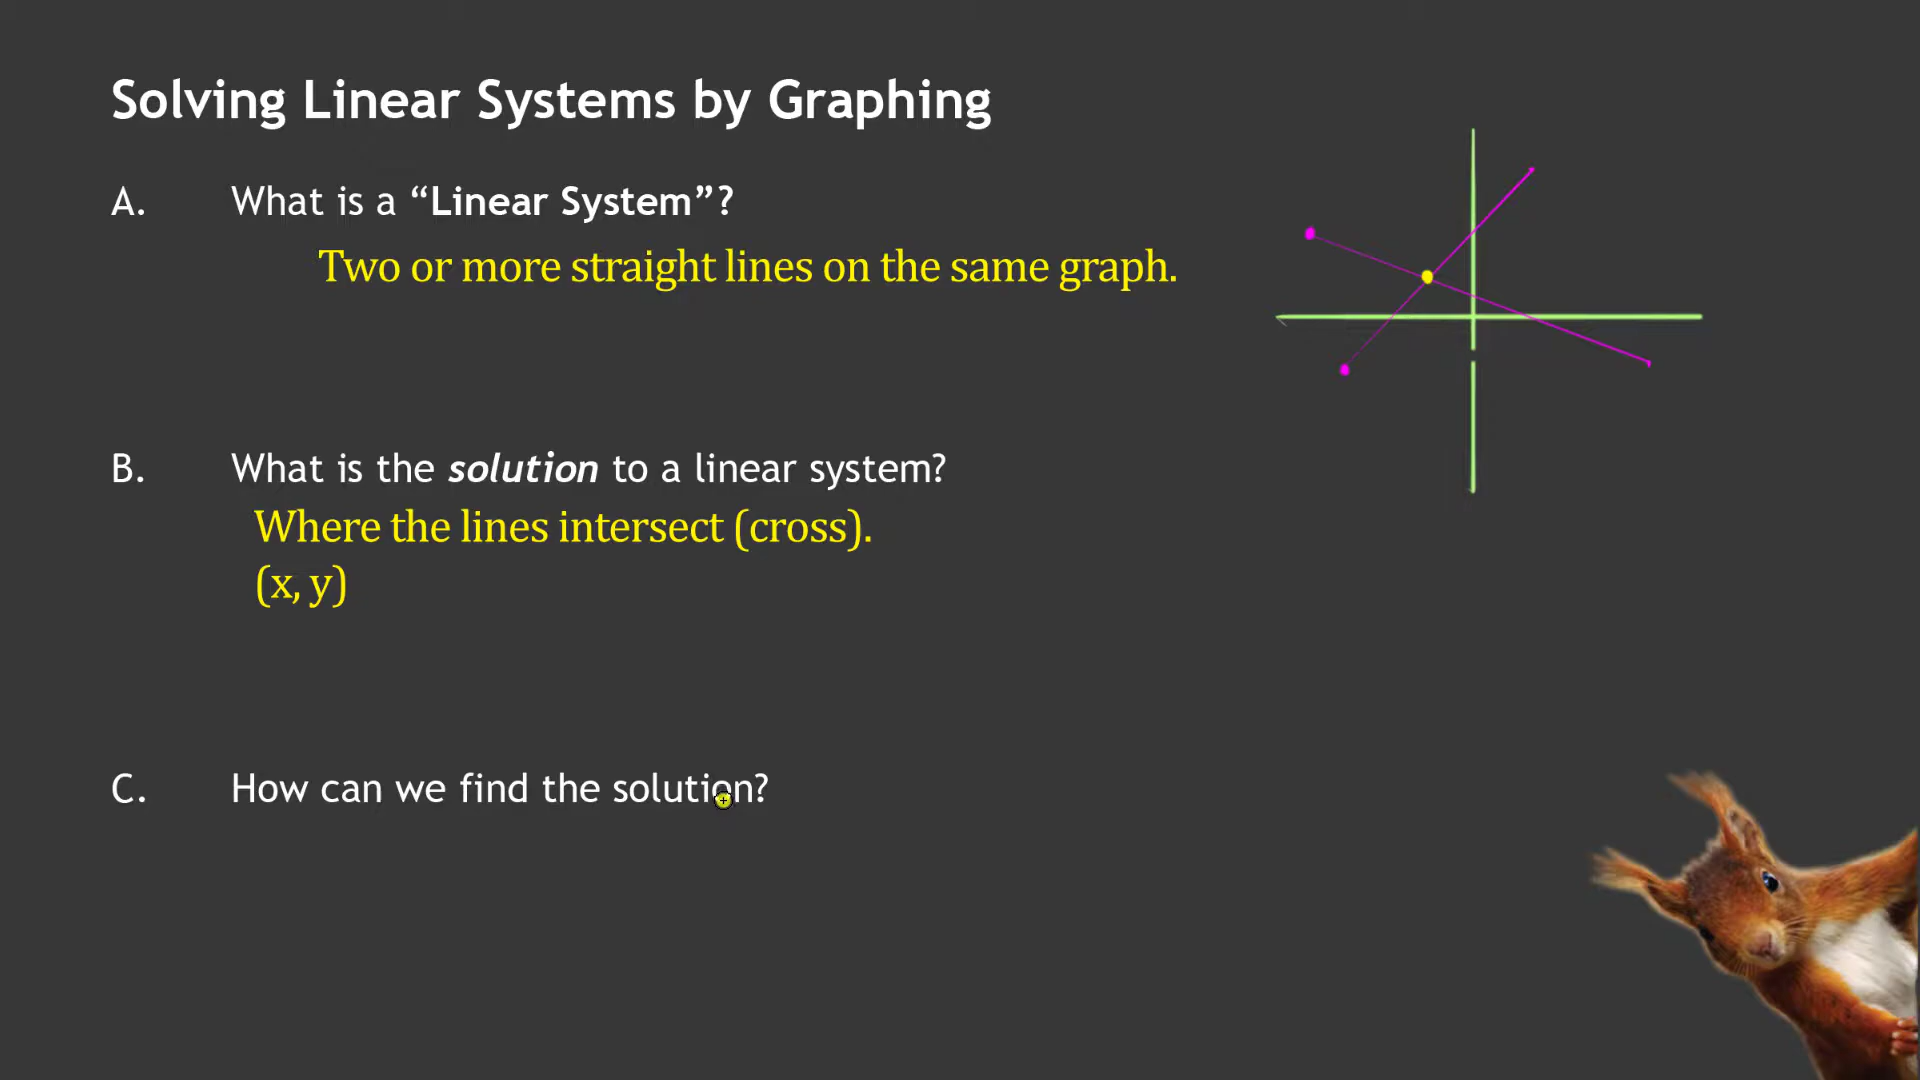 Solving Linear Systems by Graphing
A. What is a “Linear System”?
Two or more straight lines on the same graph.
B. What is the solution to a linear system?
Where the lines intersect (cross).
(x, y)
C. How can we find the solution?